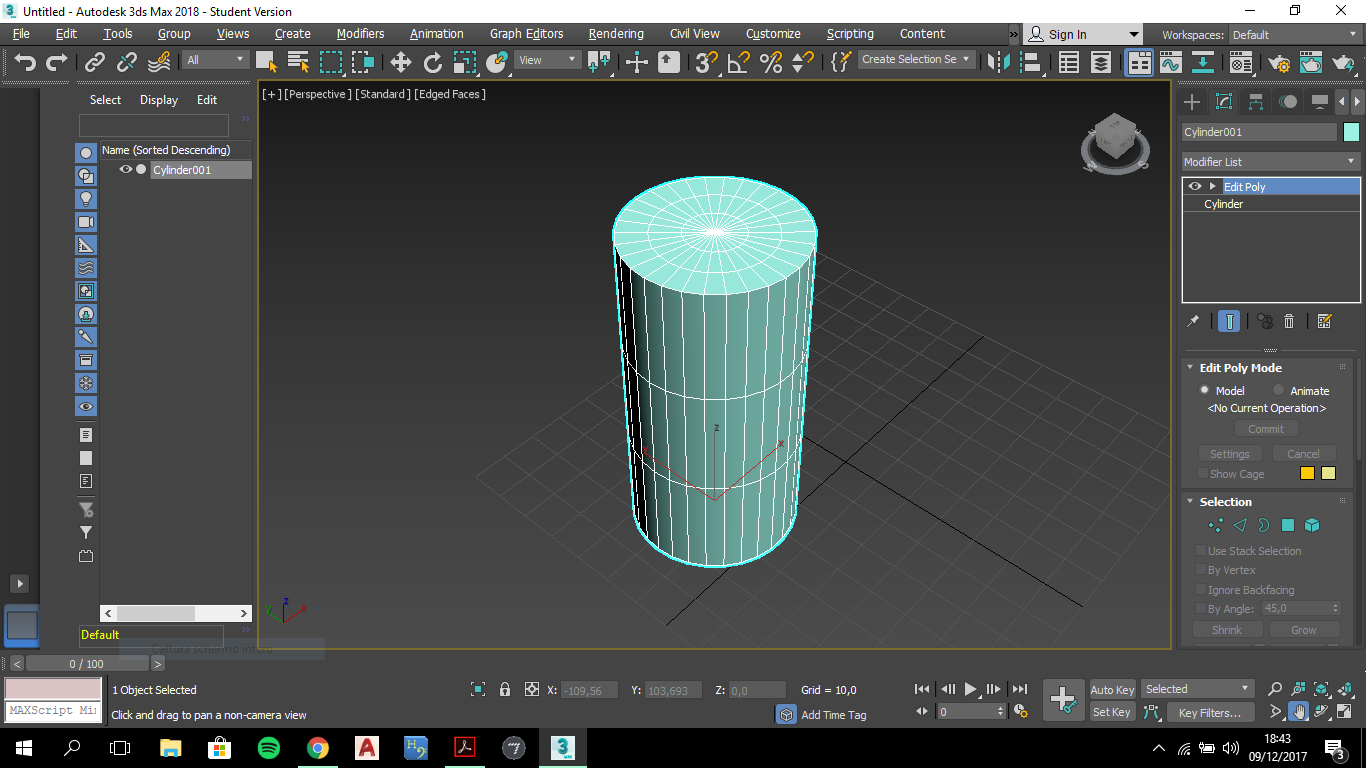 Untitled - Autodesk 3ds Max 2018 - Student Version
File Edit Tools Group Views Create Modifiers Animation Graph Editors Rendering Civil View Customize Scripting Content » Sign In Workspaces: Default
All View Create Selection Se
Select Display Edit
[+] [Perspective] [Standard] [Edged Faces]
Name (Sorted Descending)
Cylinder001
Cylinder001
Modifier List
Edit Poly
Cylinder
Edit Poly Mode
Model Animate
<No Current Operation>
Commit
Settings Cancel
Show Cage
Selection
Use Stack Selection
By Vertex
Ignore Backfacing
By Angle: 45,0
Shrink Grow
z
x
z
x
y
Default
Cattura schermo intero
< 0 / 100 >
1 Object Selected X: -109,56 Y: 103,693 Z: 0,0 Grid = 10,0
Auto Key Selected
MAXScript Mi
Click and drag to pan a non-camera view
Add Time Tag
0
Set Key Key Filters...
18:43
09/12/2017
3